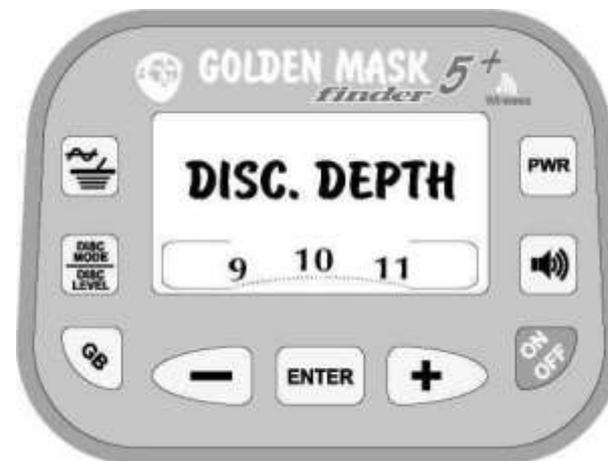 GOLDEN MASK 5+
finder
Wireless
DISC. DEPTH
9 10 11
PWR
DISC
MODE
DISC
LEVEL
GB
− ENTER +
ON
OFF